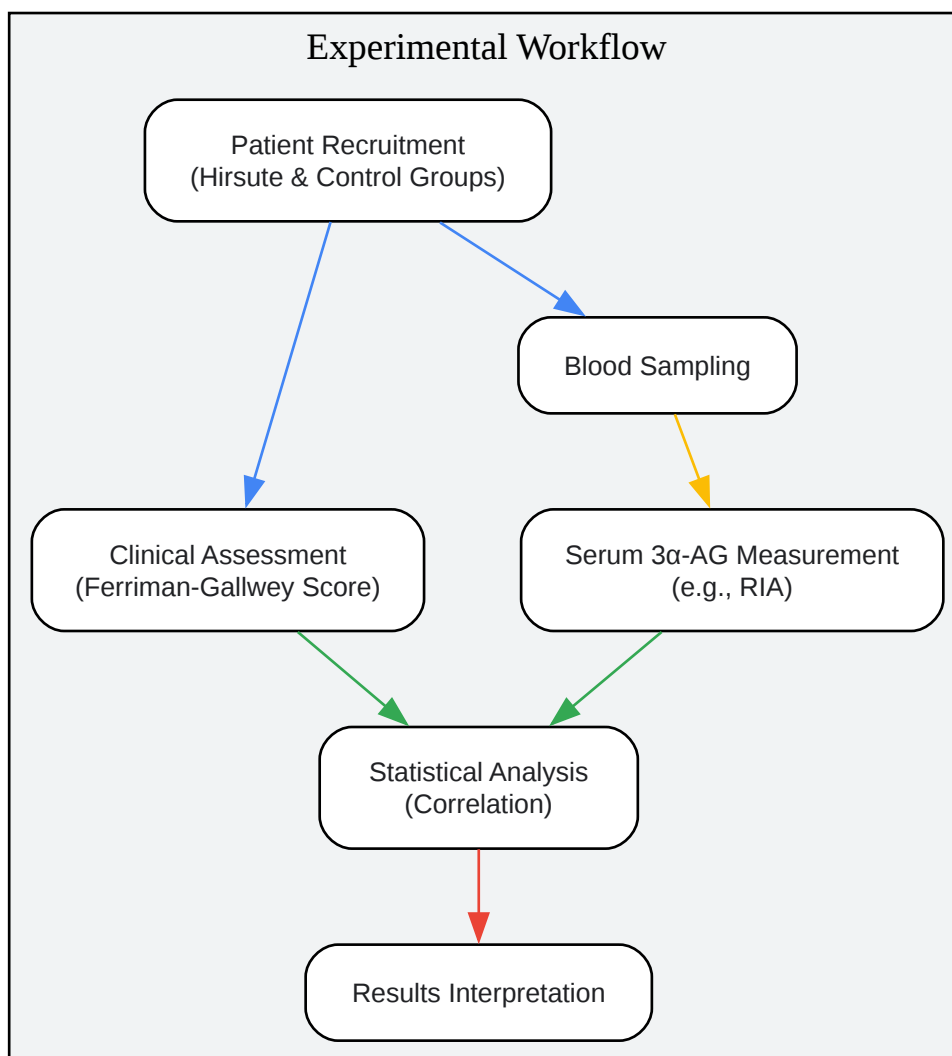 Experimental Workflow
Patient Recruitment
(Hirsute & Control Groups)
Blood Sampling
Clinical Assessment
(Ferriman-Gallwey Score)
Serum 3α-AG Measurement
(e.g., RIA)
Statistical Analysis
(Correlation)
Results Interpretation